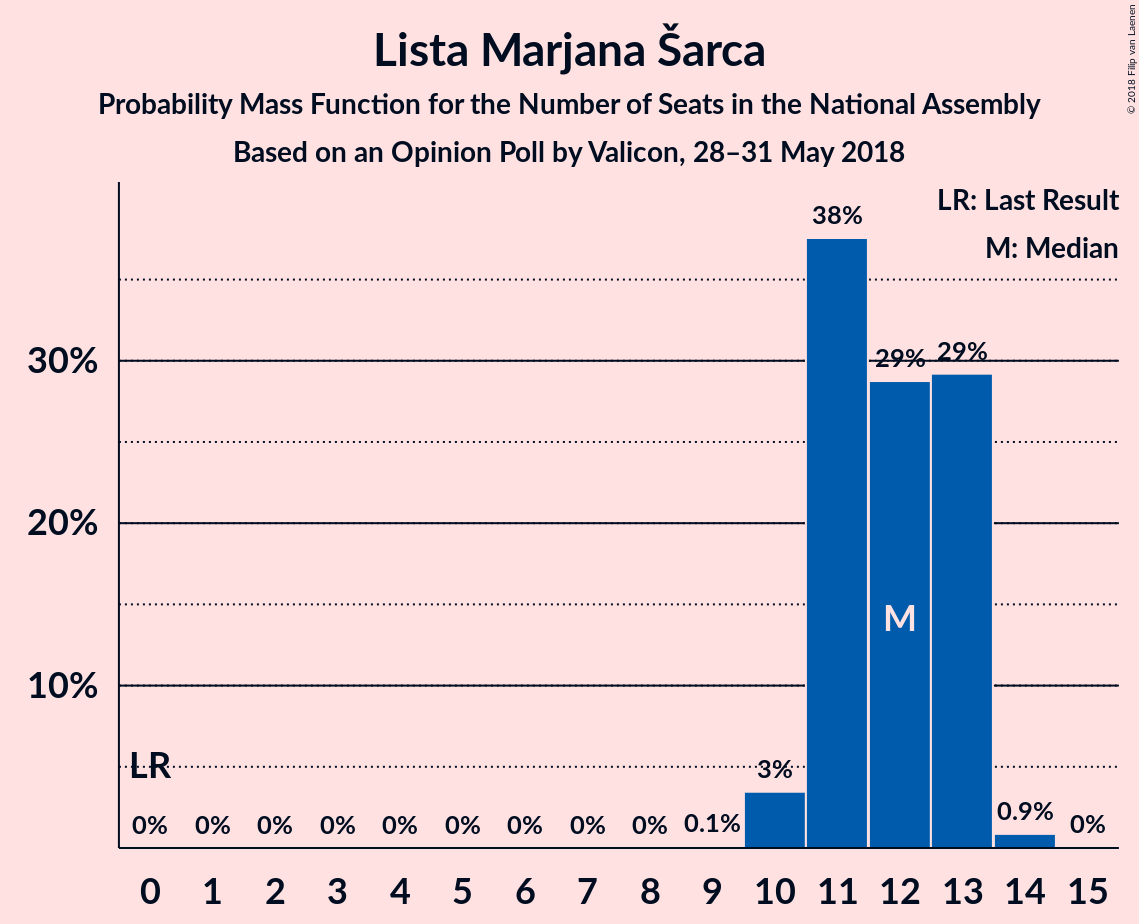 Lista Marjana Šarca
Probability Mass Function for the Number of Seats in the National Assembly
Based on an Opinion Poll by Valicon, 28–31 May 2018
© 2018 Filip van Laenen
LR: Last Result
M: Median
38%
29% 29%
30%
20%
10%
M
LR
3%
0% 0% 0% 0% 0% 0% 0% 0% 0% 0.1% 0.9% 0%
0 1 2 3 4 5 6 7 8 9 10 11 12 13 14 15